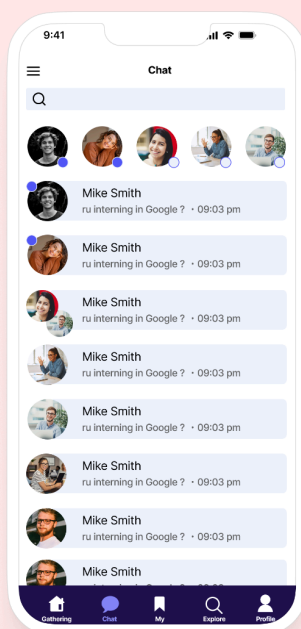 9:41
Chat
Mike Smith
ru interning in Google ? • 09:03 pm
Mike Smith
ru interning in Google ? • 09:03 pm
Mike Smith
ru interning in Google ? • 09:03 pm
Mike Smith
ru interning in Google ? • 09:03 pm
Mike Smith
ru interning in Google ? • 09:03 pm
Mike Smith
ru interning in Google ? • 09:03 pm
Mike Smith
ru interning in Google ? • 09:03 pm
Mike Smith
Gathering Chat My Explore Profile